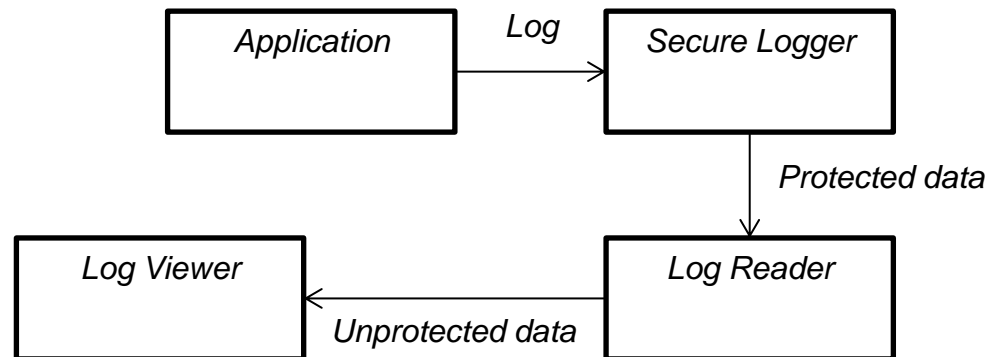 Application
Log
Secure Logger
Protected data
Log Viewer
Log Reader
Unprotected data